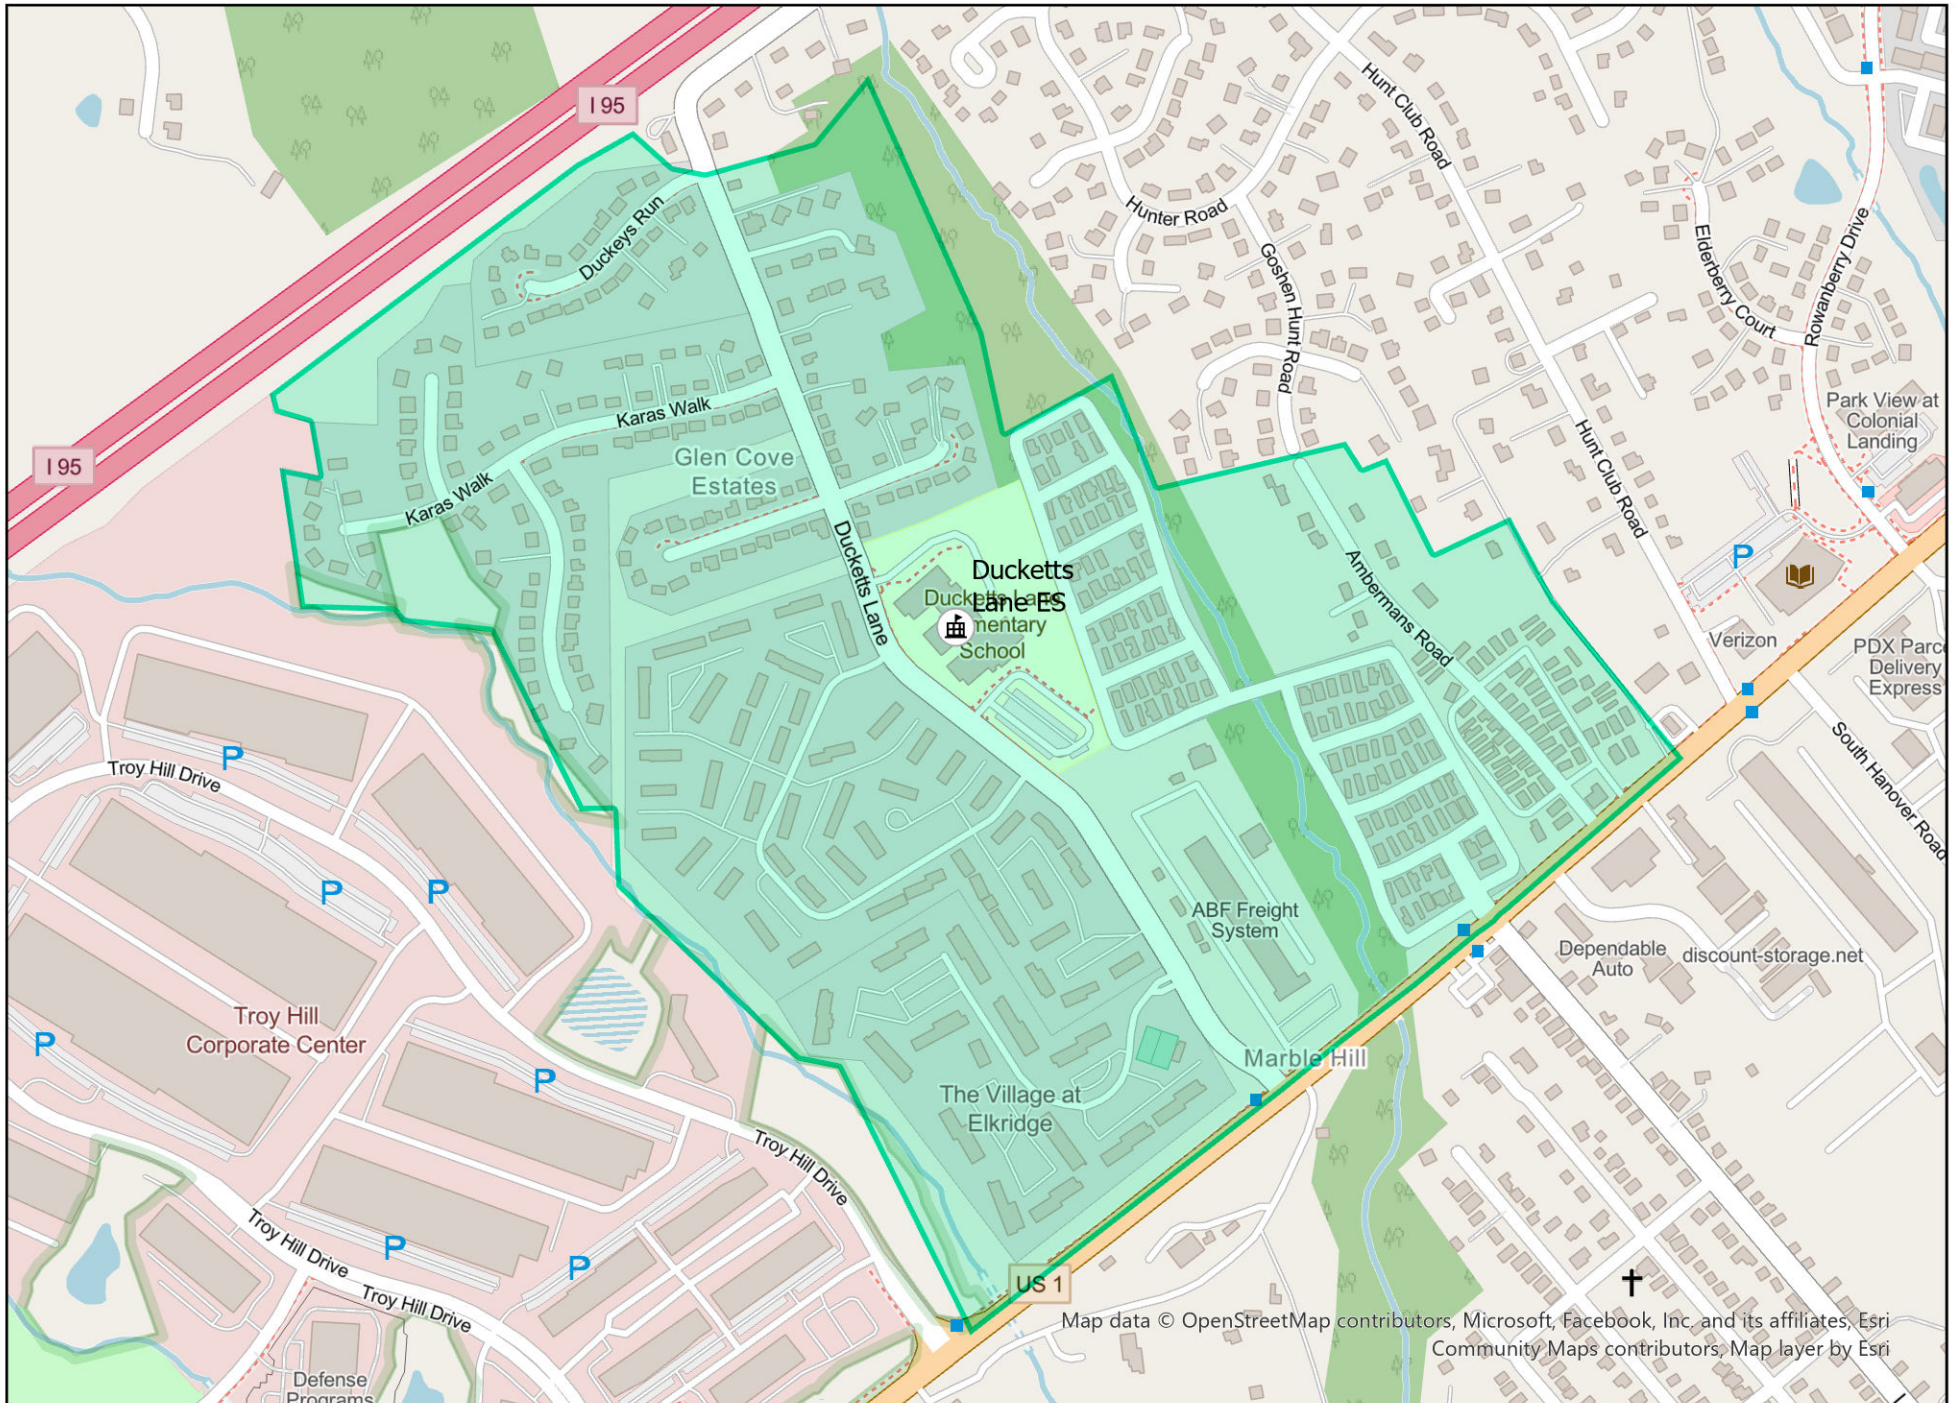 I 95
Hunt Club Road
Duckeys Run
Hunter Road
Elderberry Court
Rowanberry Drive
Goshen Hunt Road
Karas Walk
Park View at
Colonial
Landing
I 95
Glen Cove
Estates
Karas Walk
Hunt Club Road
Ducketts Lane
Ducketts
Lane ES
Ducketts Lane
mentary
School
Ambermans Road
P
Verizon
PDX Parc
Delivery
Express
P
Troy Hill Drive
South Hanover Road
P
P
ABF Freight
System
Dependable
Auto
discount-storage.net
Troy Hill
Corporate Center
P
Marble Hill
P
The Village at
Elkridge
Troy Hill Drive
Troy Hill Drive
P
P
US 1
Troy Hill Drive
Map data © OpenStreetMap contributors, Microsoft, Facebook, Inc. and its affiliates, Esri
Community Maps contributors, Map layer by Esri
Defense
Programs